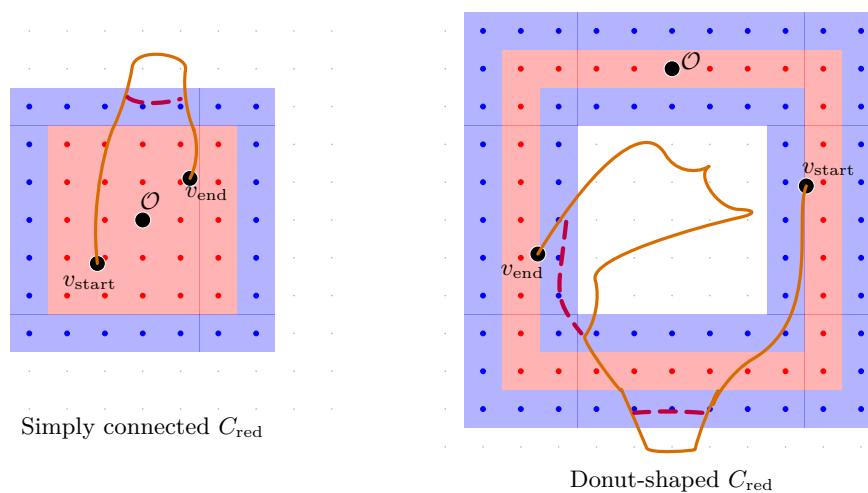 𝒪
v_end
v_start
Simply connected C_red
𝒪
v_start
v_end
Donut-shaped C_red